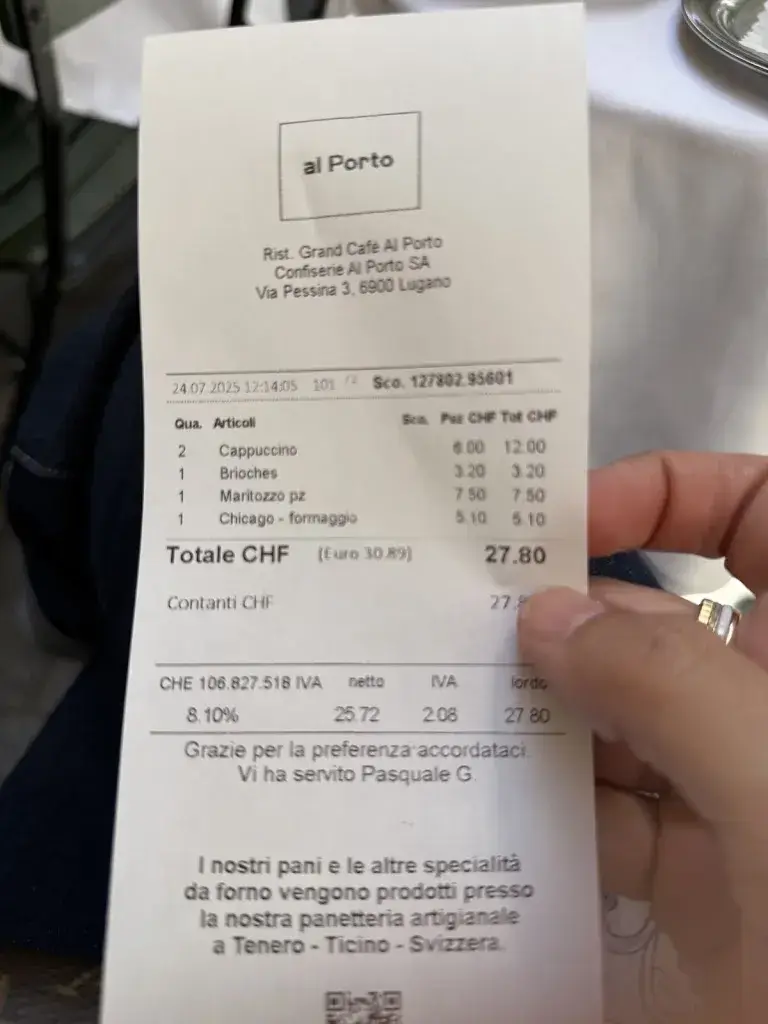 al Porto
Rist. Grand Cafè Al Porto
Confiserie Al Porto SA
Via Pessina 3, 6900 Lugano
24.07.2025 12:14:05 101 Sco. 127802.95601
Qua. Articoli Sco. Pez CHF Tot CHF
2 Cappuccino 6.00 12.00
1 Brioches 3.20 3.20
1 Maritozzo pz 7.50 7.50
1 Chicago - formaggio 5.10 5.10
Totale CHF (Euro 30.89) 27.80
Contanti CHF
CHE 106.827.518 IVA netto IVA lordo
8.10% 25.72 2.08 27.80
Grazie per la preferenza accordataci.
Vi ha servito Pasquale G.
I nostri pani e le altre specialità
da forno vengono prodotti presso
la nostra panetteria artigianale
a Tenero - Ticino - Svizzera.